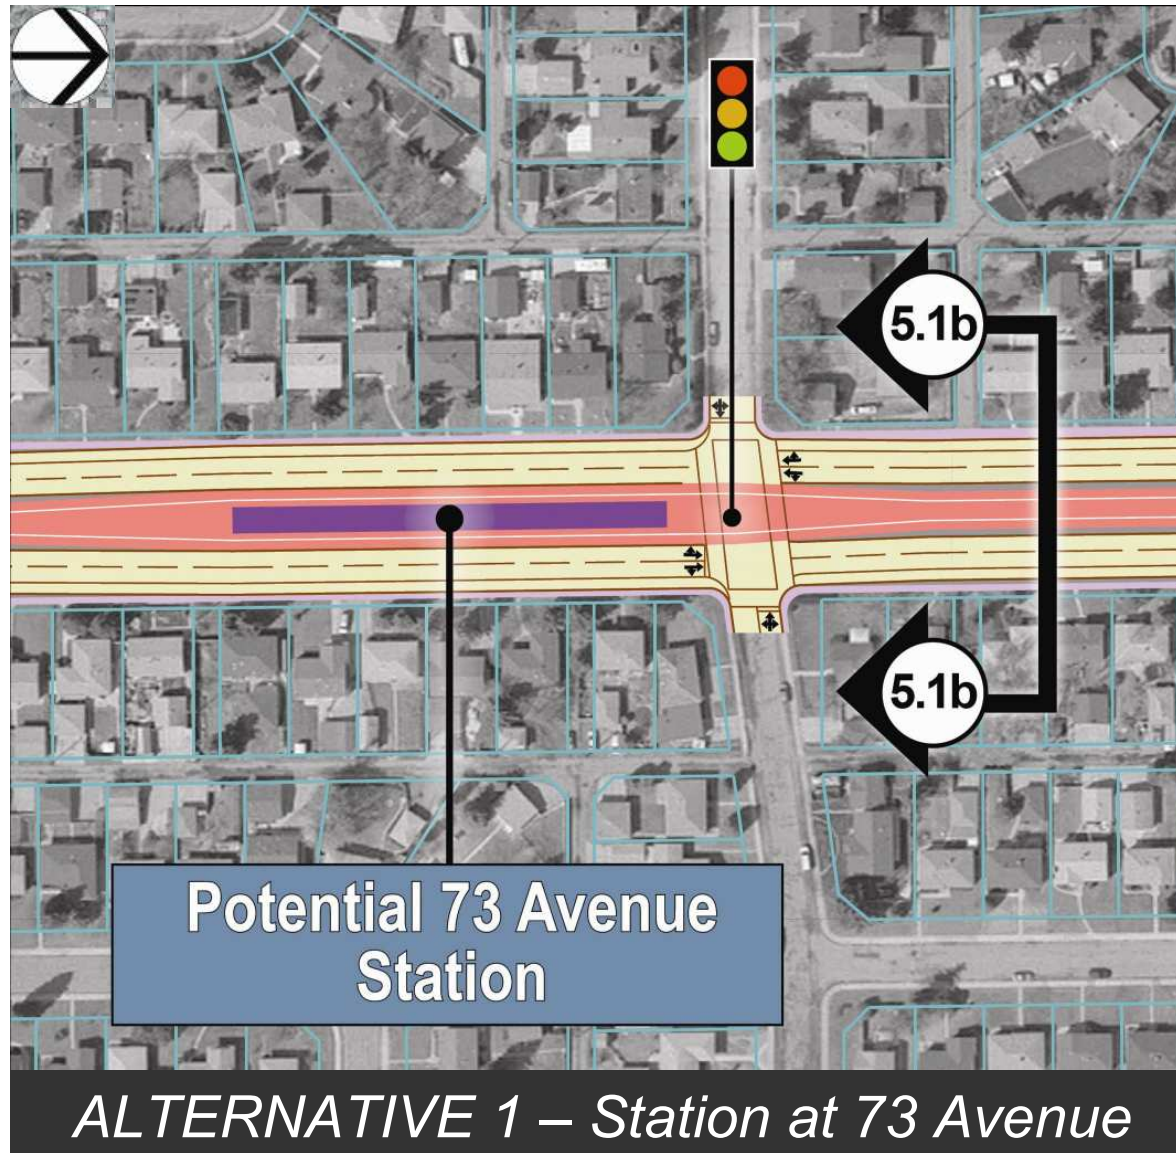 5.1b
5.1b
Potential 73 Avenue
Station
ALTERNATIVE 1 – Station at 73 Avenue